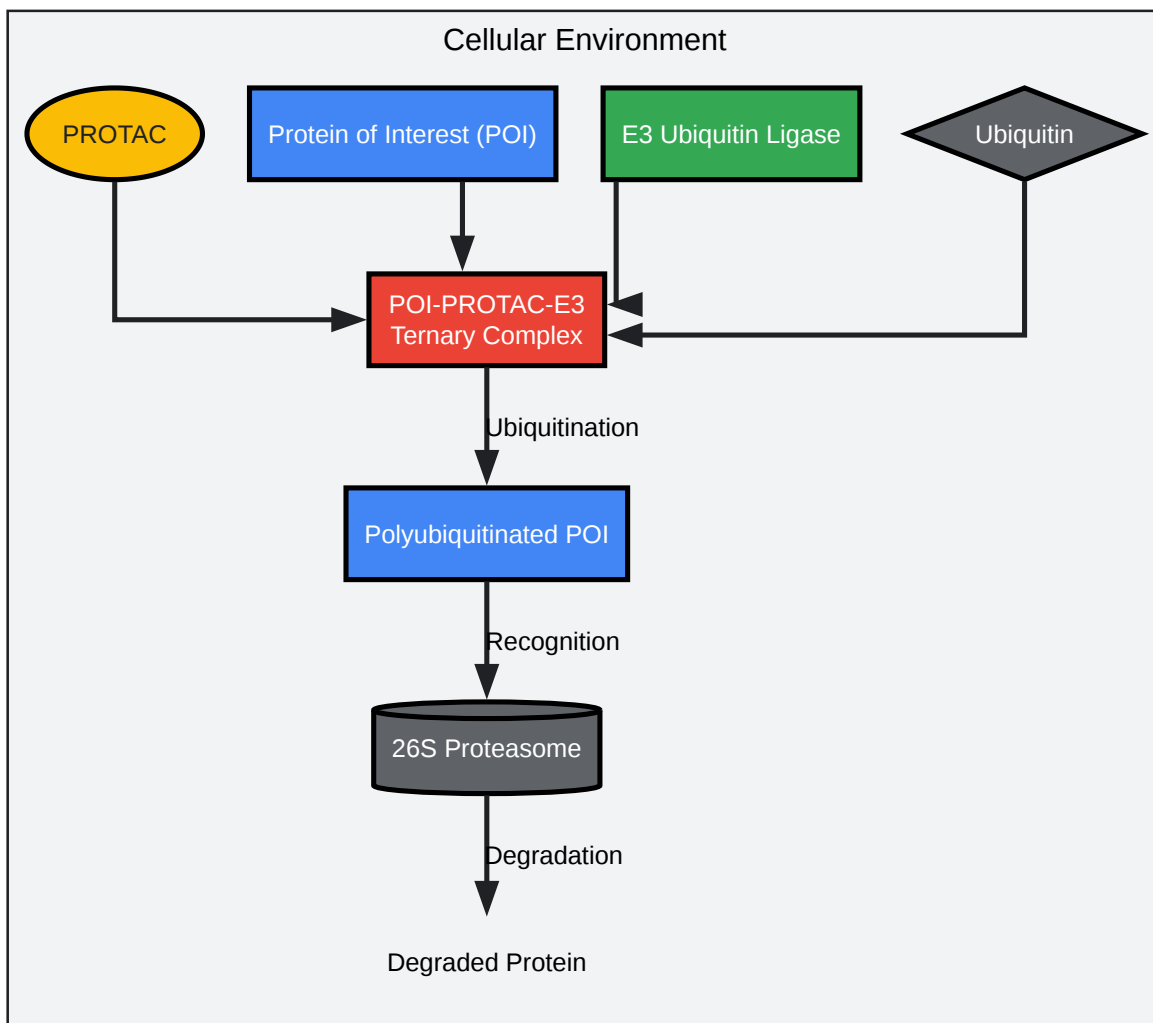 Cellular Environment
PROTAC
Protein of Interest (POI)
E3 Ubiquitin Ligase
Ubiquitin
POI-PROTAC-E3
Ternary Complex
Ubiquitination
Polyubiquitinated POI
Recognition
26S Proteasome
Degradation
Degraded Protein